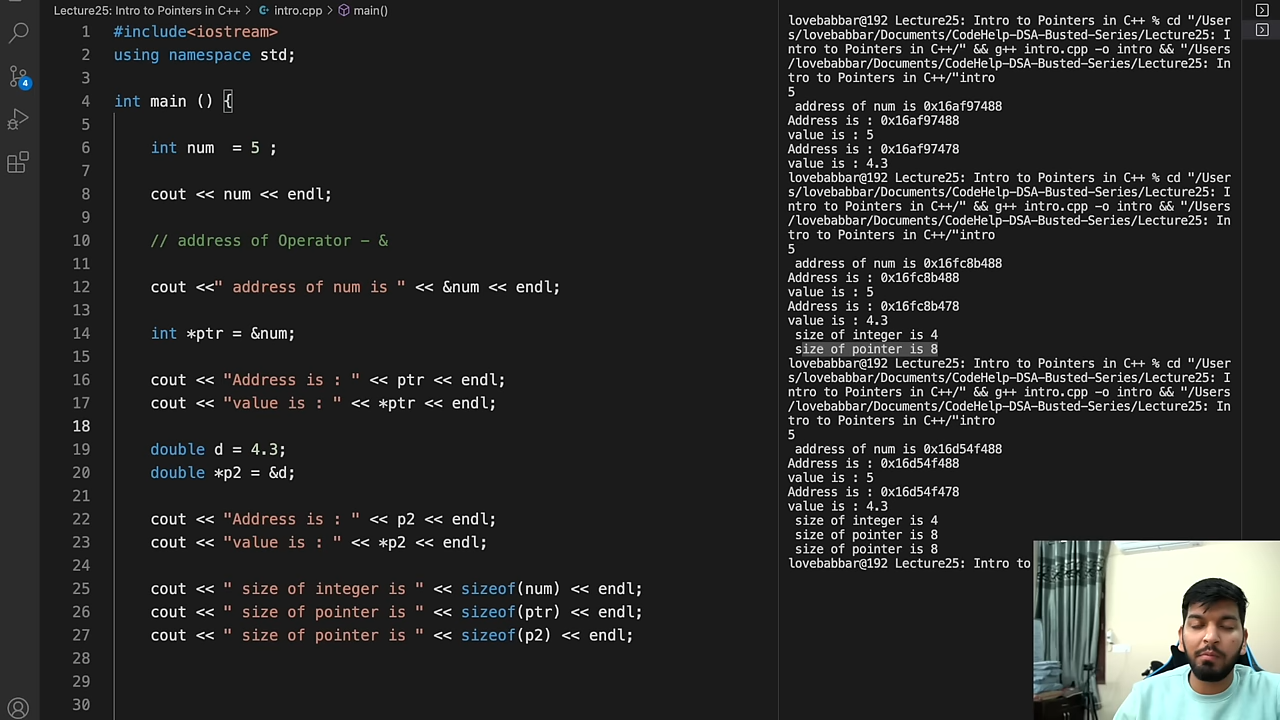 Lecture25: Intro to Pointers in C++ > intro.cpp > main()
4
1 #include<iostream>
2 using namespace std;
3
4 int main () {
5
6 int num  = 5 ;
7
8 cout << num << endl;
9
10 // address of Operator - &
11
12 cout <<" address of num is " << &num << endl;
13
14 int *ptr = &num;
15
16 cout << "Address is : " << ptr << endl;
17 cout << "value is : " << *ptr << endl;
18
19 double d = 4.3;
20 double *p2 = &d;
21
22 cout << "Address is : " << p2 << endl;
23 cout << "value is : " << *p2 << endl;
24
25 cout << " size of integer is " << sizeof(num) << endl;
26 cout << " size of pointer is " << sizeof(ptr) << endl;
27 cout << " size of pointer is " << sizeof(p2) << endl;
28
29
30
lovebabbar@192 Lecture25: Intro to Pointers in C++ % cd "/User
s/lovebabbar/Documents/CodeHelp-DSA-Busted-Series/Lecture25: I
ntro to Pointers in C++/" && g++ intro.cpp -o intro && "/Users
/lovebabbar/Documents/CodeHelp-DSA-Busted-Series/Lecture25: In
tro to Pointers in C++/"intro
5
 address of num is 0x16af97488
Address is : 0x16af97488
value is : 5
Address is : 0x16af97478
value is : 4.3
lovebabbar@192 Lecture25: Intro to Pointers in C++ % cd "/User
s/lovebabbar/Documents/CodeHelp-DSA-Busted-Series/Lecture25: I
ntro to Pointers in C++/" && g++ intro.cpp -o intro && "/Users
/lovebabbar/Documents/CodeHelp-DSA-Busted-Series/Lecture25: In
tro to Pointers in C++/"intro
5
 address of num is 0x16fc8b488
Address is : 0x16fc8b488
value is : 5
Address is : 0x16fc8b478
value is : 4.3
 size of integer is 4
 size of pointer is 8
lovebabbar@192 Lecture25: Intro to Pointers in C++ % cd "/User
s/lovebabbar/Documents/CodeHelp-DSA-Busted-Series/Lecture25: I
ntro to Pointers in C++/" && g++ intro.cpp -o intro && "/Users
/lovebabbar/Documents/CodeHelp-DSA-Busted-Series/Lecture25: In
tro to Pointers in C++/"intro
5
 address of num is 0x16d54f488
Address is : 0x16d54f488
value is : 5
Address is : 0x16d54f478
value is : 4.3
 size of integer is 4
 size of pointer is 8
 size of pointer is 8
lovebabbar@192 Lecture25: Intro to